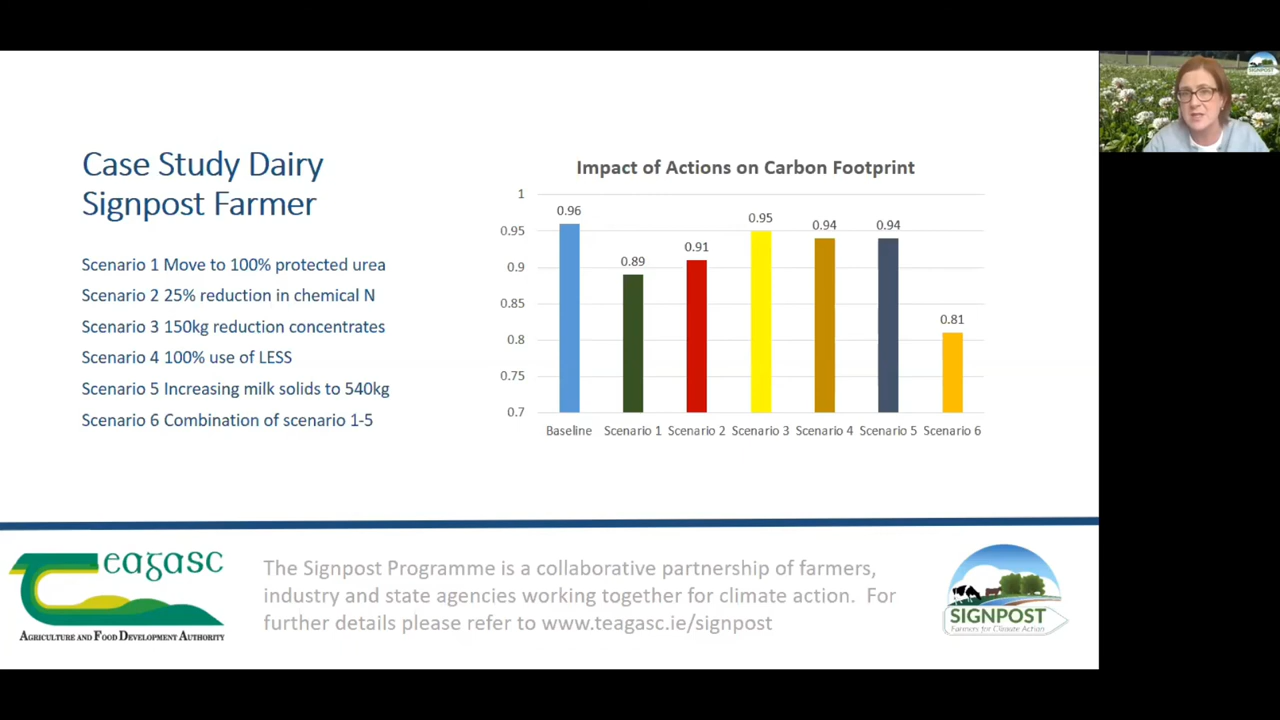 Case Study Dairy
Signpost Farmer
Scenario 1 Move to 100% protected urea
Scenario 2 25% reduction in chemical N
Scenario 3 150kg reduction concentrates
Scenario 4 100% use of LESS
Scenario 5 Increasing milk solids to 540kg
Scenario 6 Combination of scenario 1-5
Impact of Actions on Carbon Footprint
1
0.95
0.9
0.85
0.8
0.75
0.7
0.96
0.89
0.91
0.95
0.94
0.94
0.81
Baseline Scenario 1 Scenario 2 Scenario 3 Scenario 4 Scenario 5 Scenario 6
Teagasc
AGRICULTURE AND FOOD DEVELOPMENT AUTHORITY
The Signpost Programme is a collaborative partnership of farmers,
industry and state agencies working together for climate action. For
further details please refer to www.teagasc.ie/signpost
SIGNPOST
Farmers for Climate Action
SIGNPOST